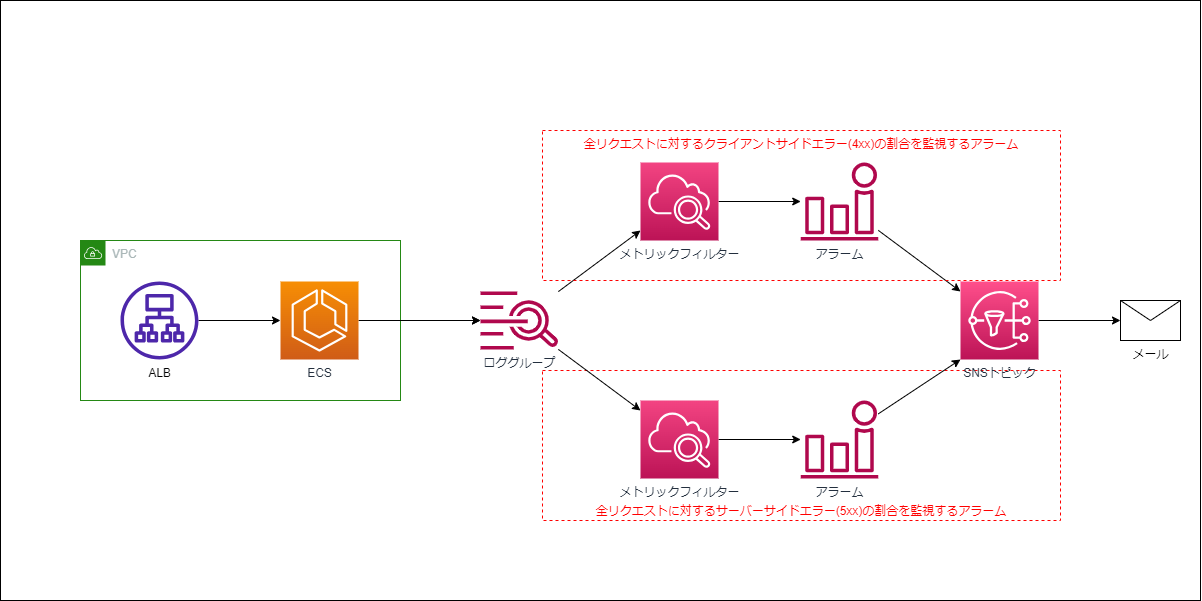 全リクエストに対するクライアントサイドエラー(4xx)の割合を監視するアラーム
メトリックフィルター
アラーム
VPC
ALB
ECS
ロググループ
SNSトピック
メール
メトリックフィルター
アラーム
全リクエストに対するサーバーサイドエラー(5xx)の割合を監視するアラーム